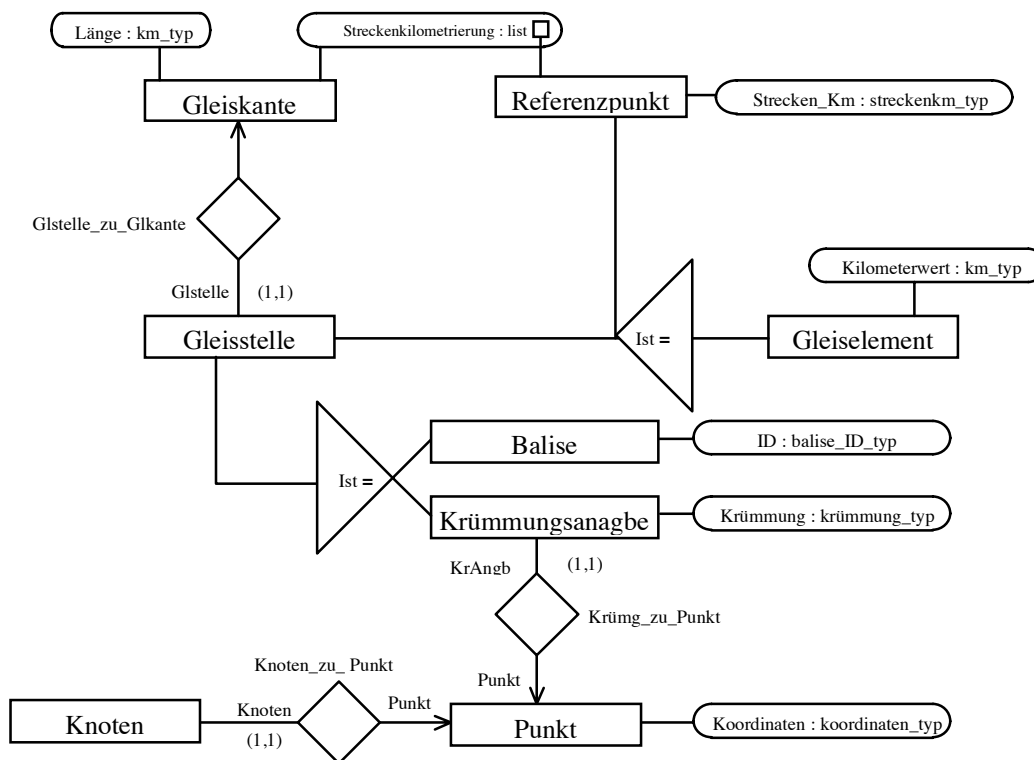 Länge : km_typ
Streckenkilometrierung : list
Gleiskante
Referenzpunkt
Strecken_Km : streckenkm_typ
Glstelle_zu_Glkante
Kilometerwert : km_typ
Glstelle
(1,1)
Gleisstelle
Ist =
Gleiselement
Balise
ID : balise_ID_typ
Ist =
Krümmungsanagbe
Krümmung : krümmung_typ
KrAngb
(1,1)
Krümg_zu_Punkt
Knoten_zu_ Punkt
Punkt
Knoten
Knoten
(1,1)
Punkt
Punkt
Koordinaten : koordinaten_typ